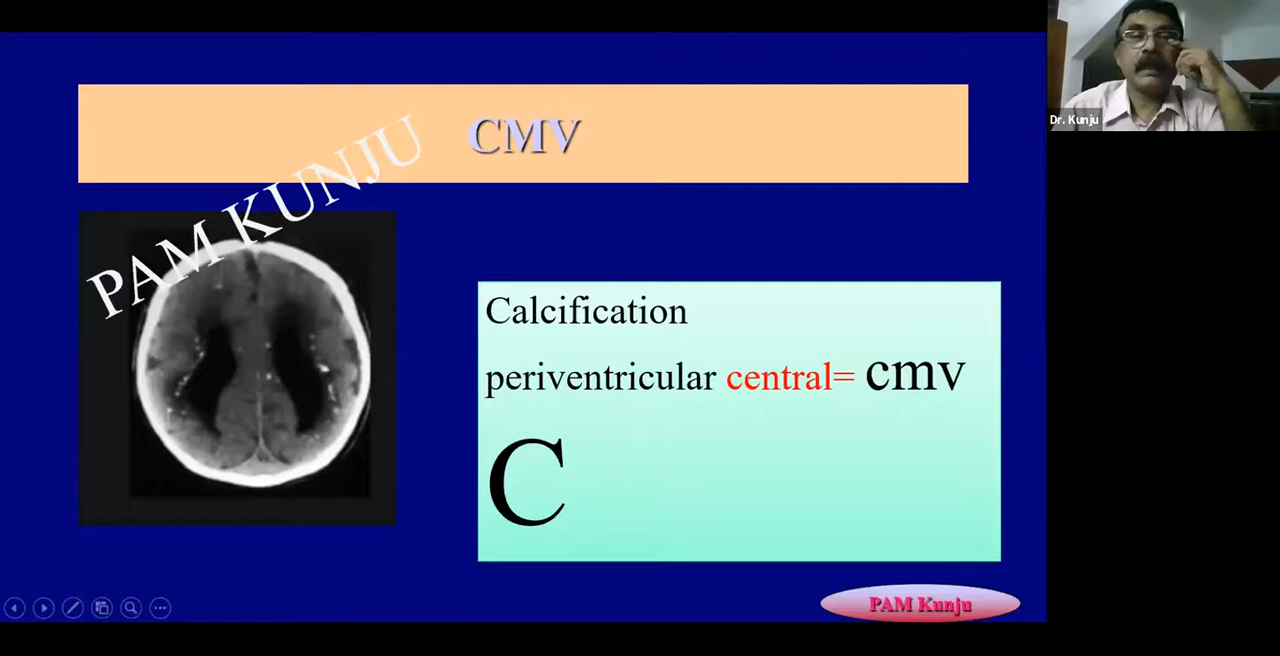 CMV
PAM KUNJU
Calcification
periventricular central= cmv
C
PAM Kunju
Dr. Kunju